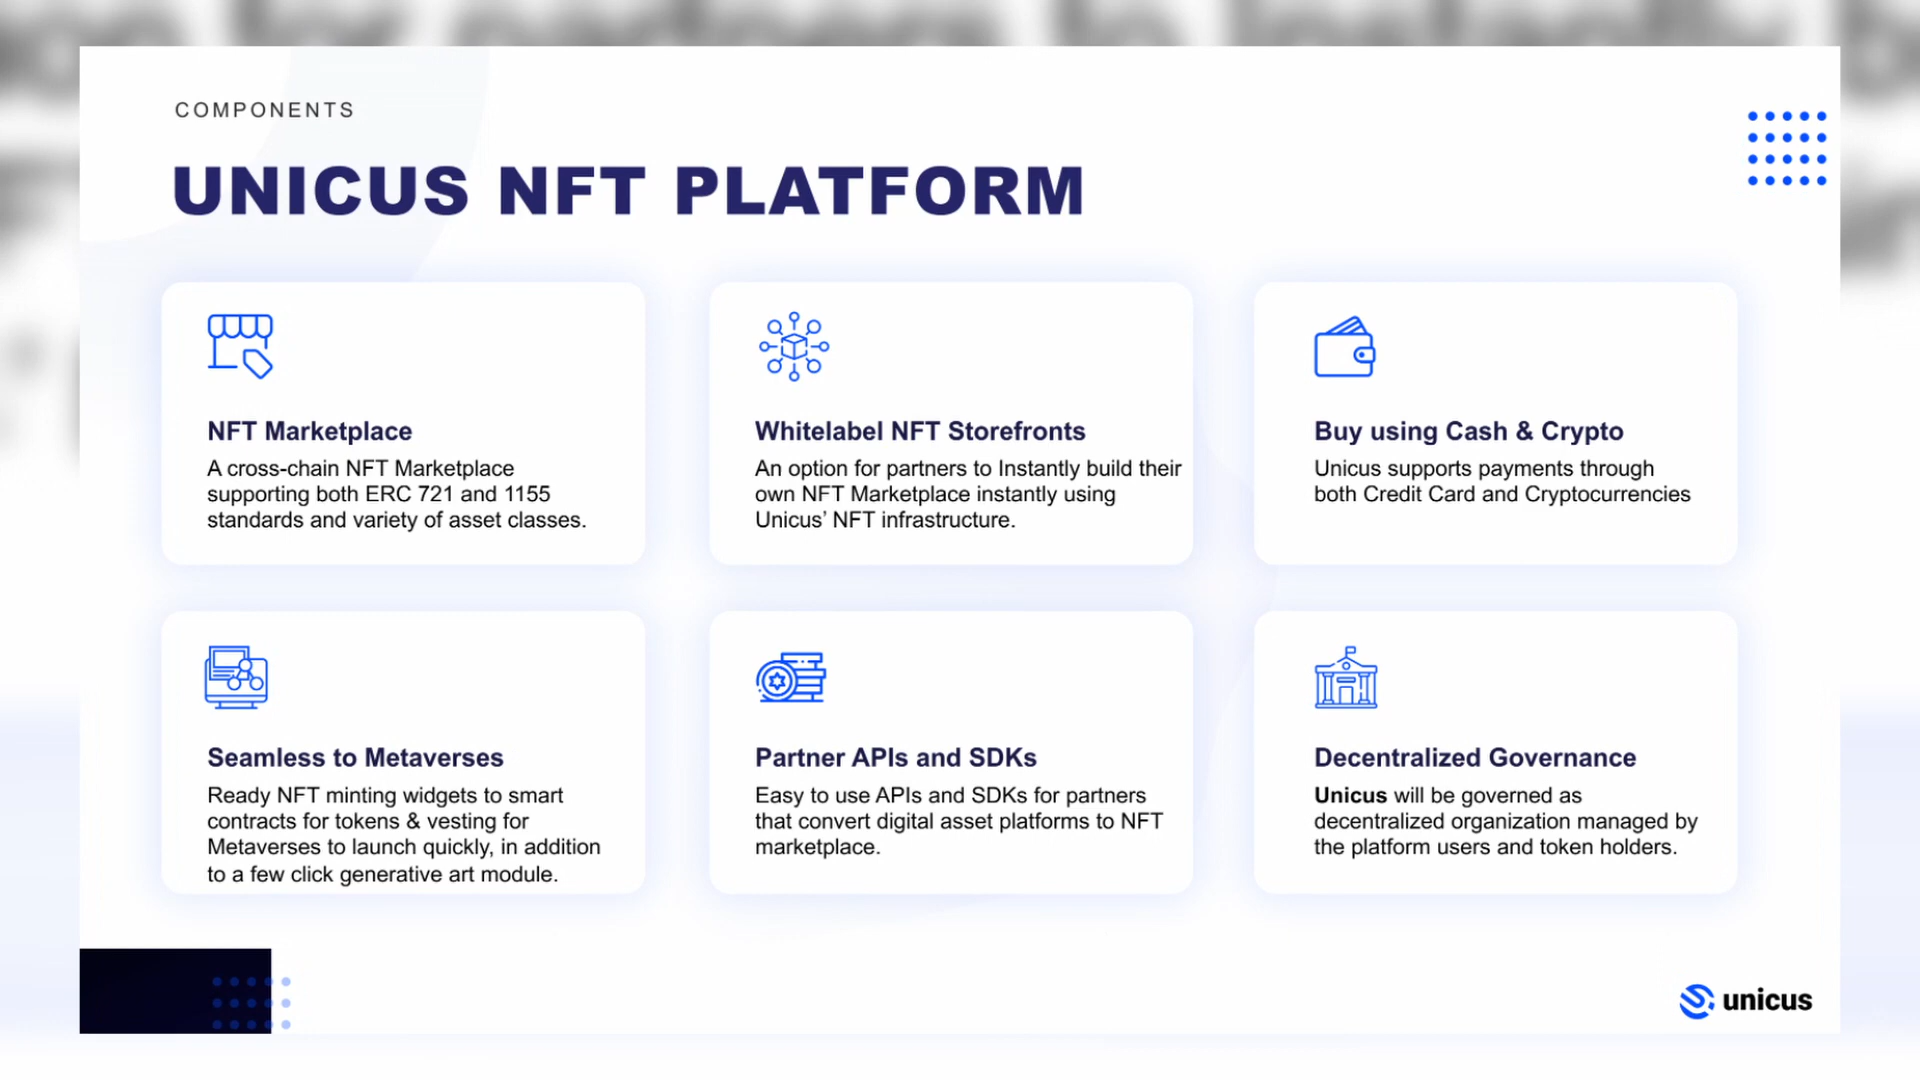 COMPONENTS
UNICUS NFT PLATFORM
NFT Marketplace
A cross-chain NFT Marketplace
supporting both ERC 721 and 1155
standards and variety of asset classes.
Whitelabel NFT Storefronts
An option for partners to Instantly build their
own NFT Marketplace instantly using
Unicus’ NFT infrastructure.
Buy using Cash & Crypto
Unicus supports payments through
both Credit Card and Cryptocurrencies
Seamless to Metaverses
Ready NFT minting widgets to smart
contracts for tokens & vesting for
Metaverses to launch quickly, in addition
to a few click generative art module.
Partner APIs and SDKs
Easy to use APIs and SDKs for partners
that convert digital asset platforms to NFT
marketplace.
Decentralized Governance
Unicus will be governed as
decentralized organization managed by
the platform users and token holders.
unicus